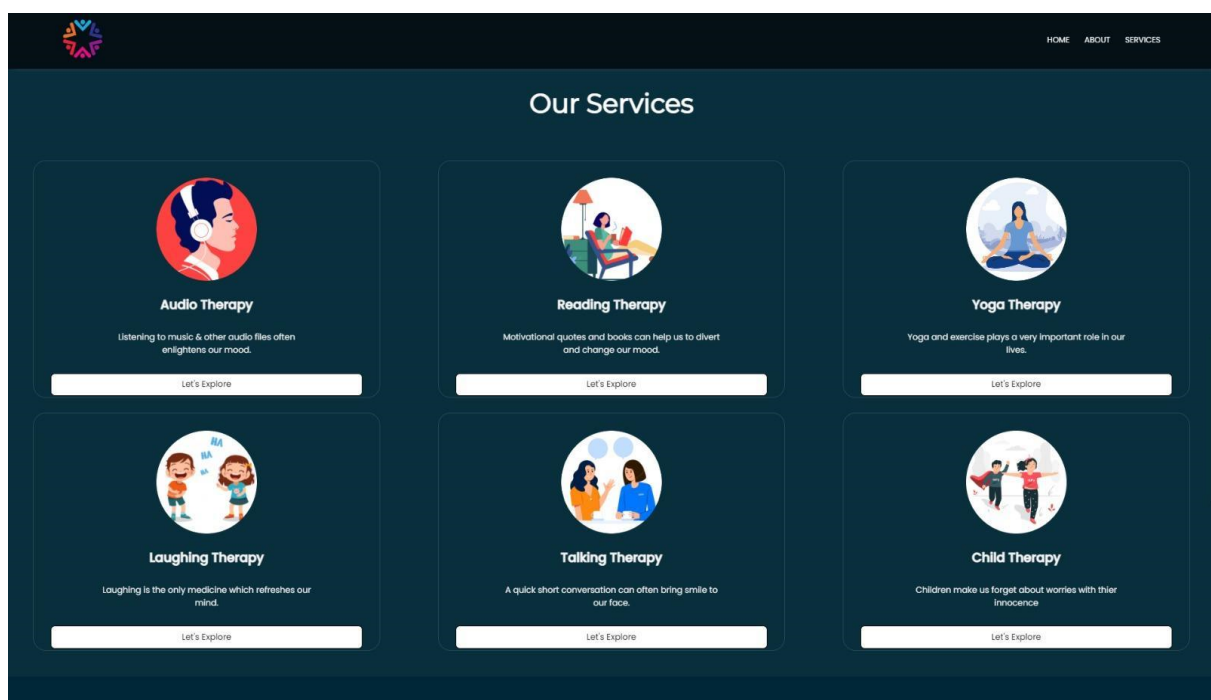 HOME ABOUT SERVICES
Our Services
Audio Therapy
Listening to music & other audio files often
enlightens our mood.
Let's Explore
Reading Therapy
Motivational quotes and books can help us to divert
and change our mood.
Let's Explore
Yoga Therapy
Yoga and exercise plays a very important role in our
lives.
Let's Explore
HA
HA
HA
Laughing Therapy
Laughing is the only medicine which refreshes our
mind.
Let's Explore
Talking Therapy
A quick short conversation can often bring smile to
our face.
Let's Explore
Child Therapy
Children make us forget about worries with thier
innocence
Let's Explore